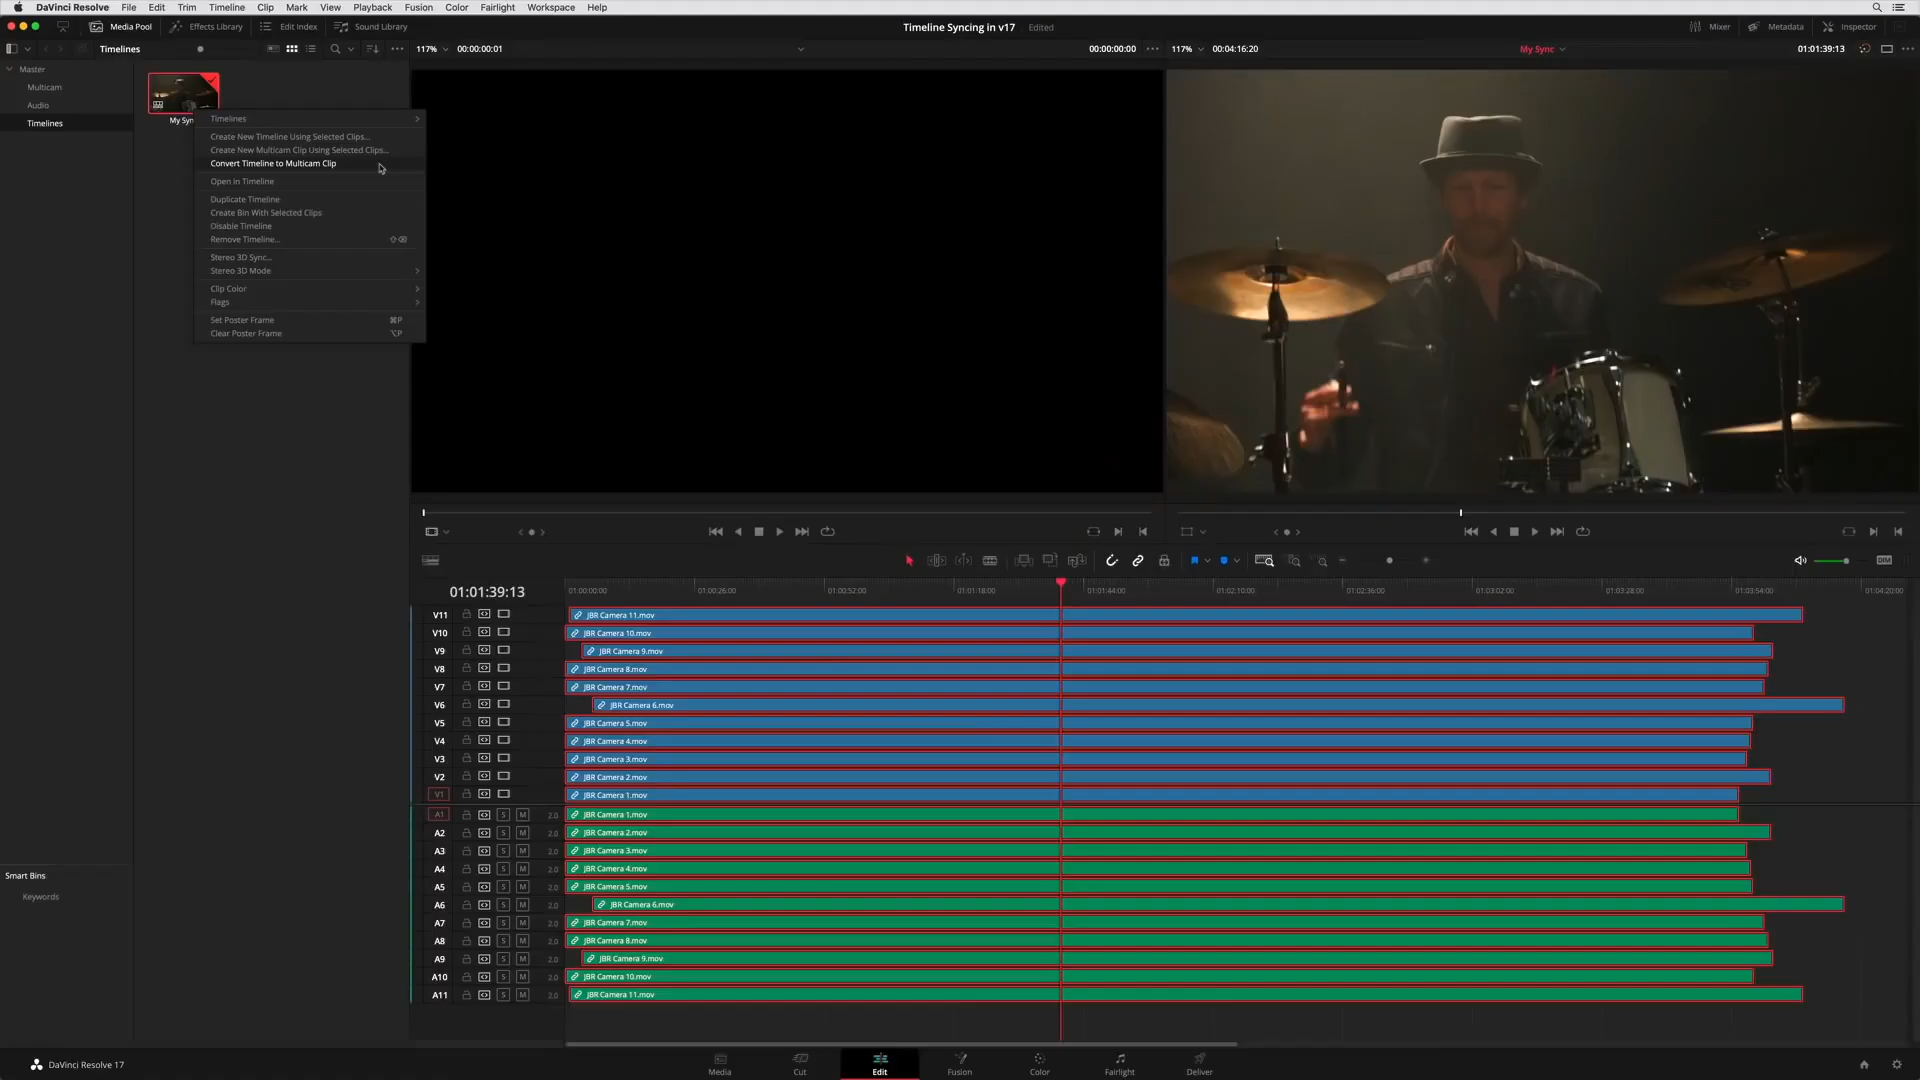 DaVinci Resolve File Edit Trim Timeline Clip Mark View Playback Fusion Color Fairlight Workspace Help
Media Pool Effects Library Edit Index Sound Library Timeline Syncing in v17 Edited Mixer Metadata Inspector
Timelines 117% 00:00:00:01 00:00:00:00 117% 00:04:16:20 My Sync 01:01:39:13
Master
Multicam
Audio
Timelines
My Syn
Timelines
Create New Timeline Using Selected Clips...
Create New Multicam Clip Using Selected Clips...
Convert Timeline to Multicam Clip
Open in Timeline
Duplicate Timeline
Create Bin With Selected Clips
Disable Timeline
Remove Timeline... ⇧⌫
Stereo 3D Sync...
Stereo 3D Mode
Clip Color
Flags
Set Poster Frame ⌘P
Clear Poster Frame ⌥P
DIM
01:01:39:13 01:00:00:00 01:00:26:00 01:00:52:00 01:01:18:00 01:01:44:00 01:02:10:00 01:02:36:00 01:03:02:00 01:03:28:00 01:03:54:00 01:04:20:00
V11 JBR Camera 11.mov
V10 JBR Camera 10.mov
V9 JBR Camera 9.mov
V8 JBR Camera 8.mov
V7 JBR Camera 7.mov
V6 JBR Camera 6.mov
V5 JBR Camera 5.mov
V4 JBR Camera 4.mov
V3 JBR Camera 3.mov
V2 JBR Camera 2.mov
V1 JBR Camera 1.mov
A1 S M 2.0 JBR Camera 1.mov
A2 S M 2.0 JBR Camera 2.mov
A3 S M 2.0 JBR Camera 3.mov
A4 S M 2.0 JBR Camera 4.mov
A5 S M 2.0 JBR Camera 5.mov
A6 S M 2.0 JBR Camera 6.mov
A7 S M 2.0 JBR Camera 7.mov
A8 S M 2.0 JBR Camera 8.mov
A9 S M 2.0 JBR Camera 9.mov
A10 S M 2.0 JBR Camera 10.mov
A11 S M 2.0 JBR Camera 11.mov
Smart Bins
Keywords
DaVinci Resolve 17 Media Cut Edit Fusion Color Fairlight Deliver